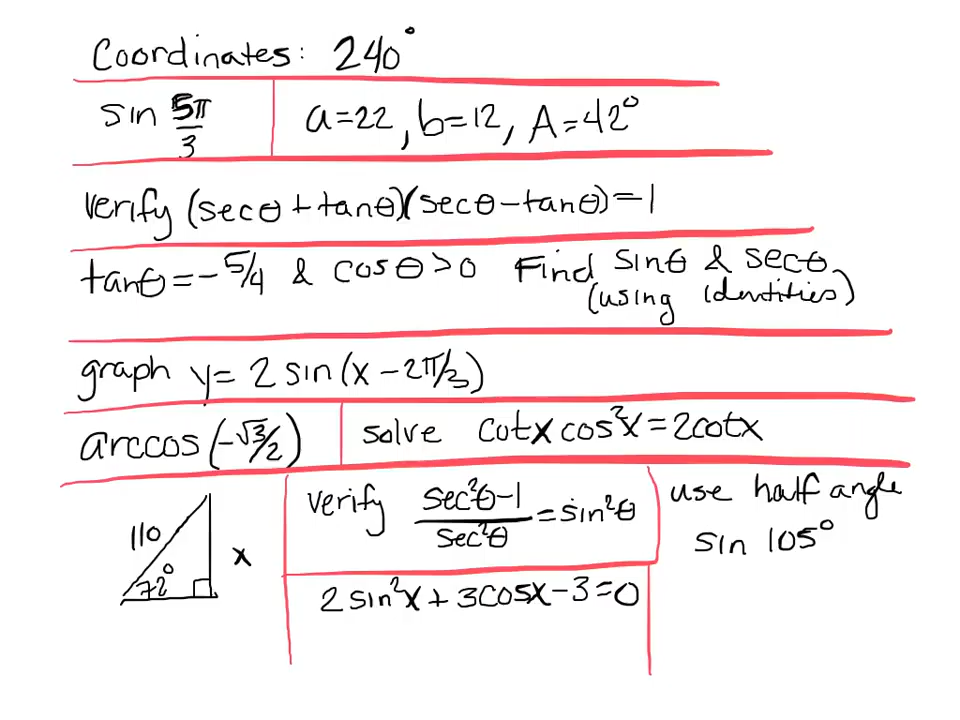 Coordinates: 240°
sin 5π/3
a=22, b=12, A=42°
verify (secθ+tanθ)(secθ-tanθ)=1
tanθ=-5/4 & cosθ>0 Find sinθ & secθ
(using identities)
graph y= 2 sin(x - 2π/3)
arccos(-√3/2)
solve cotx cos²x=2cotx
110
72°
x
verify sec²θ-1/sec²θ=sin²θ
2 sin²x + 3cosx-3=0
use half angle
sin 105°